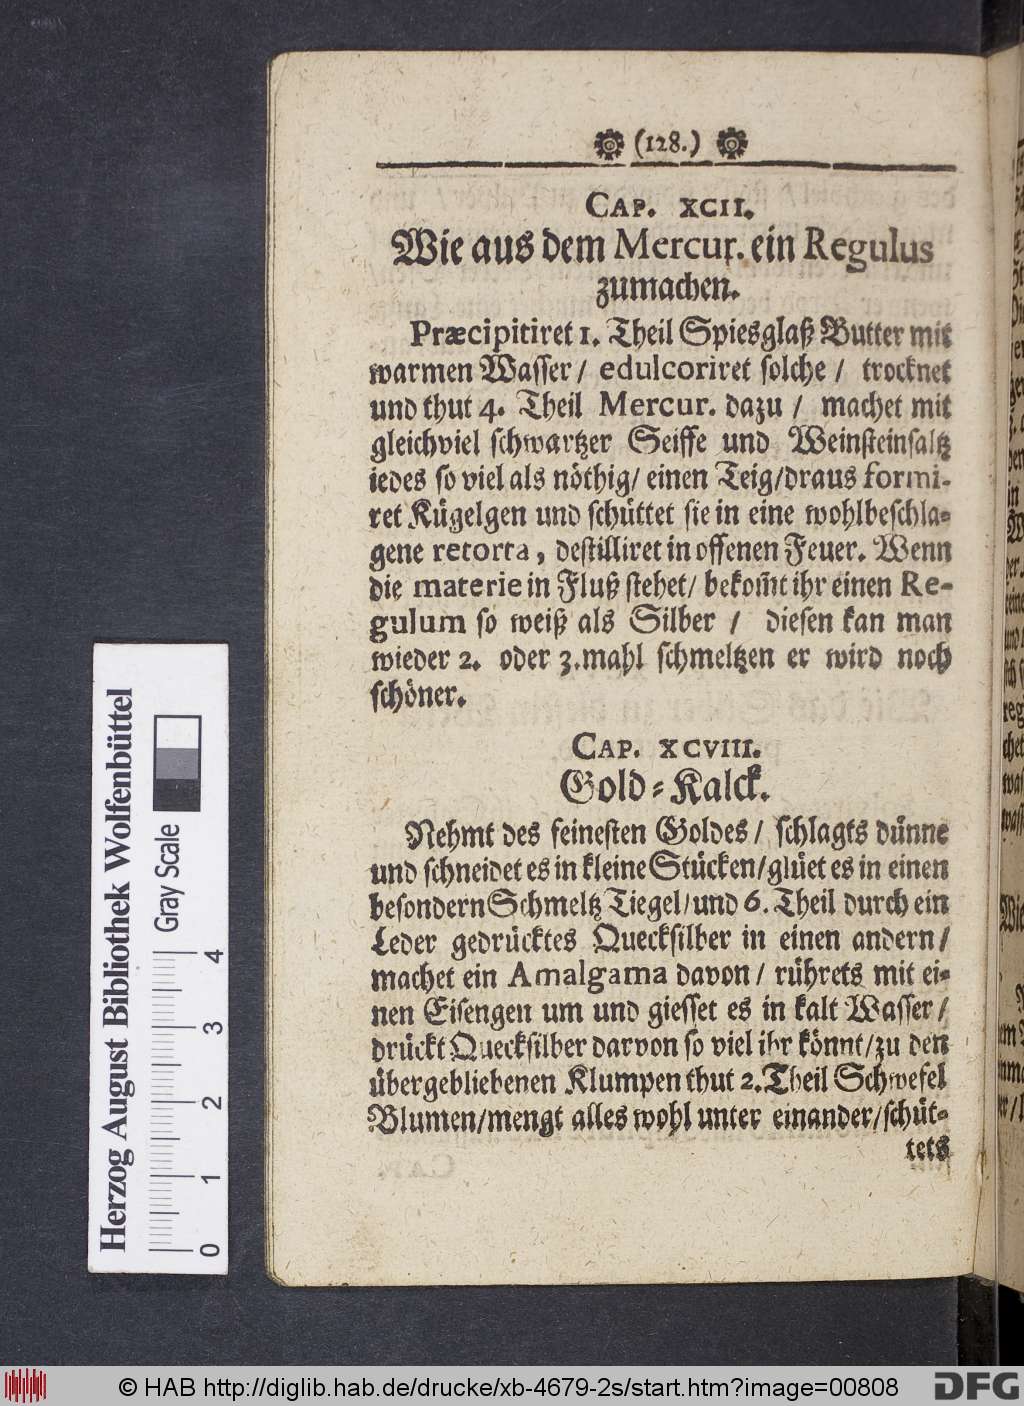 (128.)
CAP. XCII.
Wie aus dem Mercur. ein Regulus
zumachen.
Præcipitiret 1. Theil Spiesglaß Butter mit
warmen Wasser / edulcoriret solche / trocknet
und thut 4. Theil Mercur. dazu / machet mit
gleichviel schwartzer Seiffe und Weinsteinsaltz
iedes so viel als nöthig / einen Teig / draus formi-
ret Kügelgen und schüttet sie in eine wohlbeschla-
gene retorta, destilliret in offenen Feuer. Wenn
die materie in Fluß stehet / bekom̃t ihr einen Re-
gulum so weiß als Silber / diesen kan man
wieder 2. oder 3. mahl schmeltzen er wird noch
schöner.
CAP. XCVIII.
Gold-Kalck.
Nehmt des feinesten Goldes / schlagts dünne
und schneidet es in kleine Stücken / glüet es in einen
besondern Schmeltz Tiegel / und 6. Theil durch ein
Leder gedrücktes Quecksilber in einen andern /
machet ein Amalgama davon / rührets mit ei-
nen Eisengen um und giesset es in kalt Wasser /
drückt Quecksilber darvon so viel ihr könnt / zu den
übergebliebenen Klumpen thut 2. Theil Schwefel
Blumen / mengt alles wohl unter einander / schüt-
tets
Herzog August Bibliothek Wolfenbüttel
Gray Scale
0 1 2 3 4
© HAB http://diglib.hab.de/drucke/xb-4679-2s/start.htm?image=00808
DFG